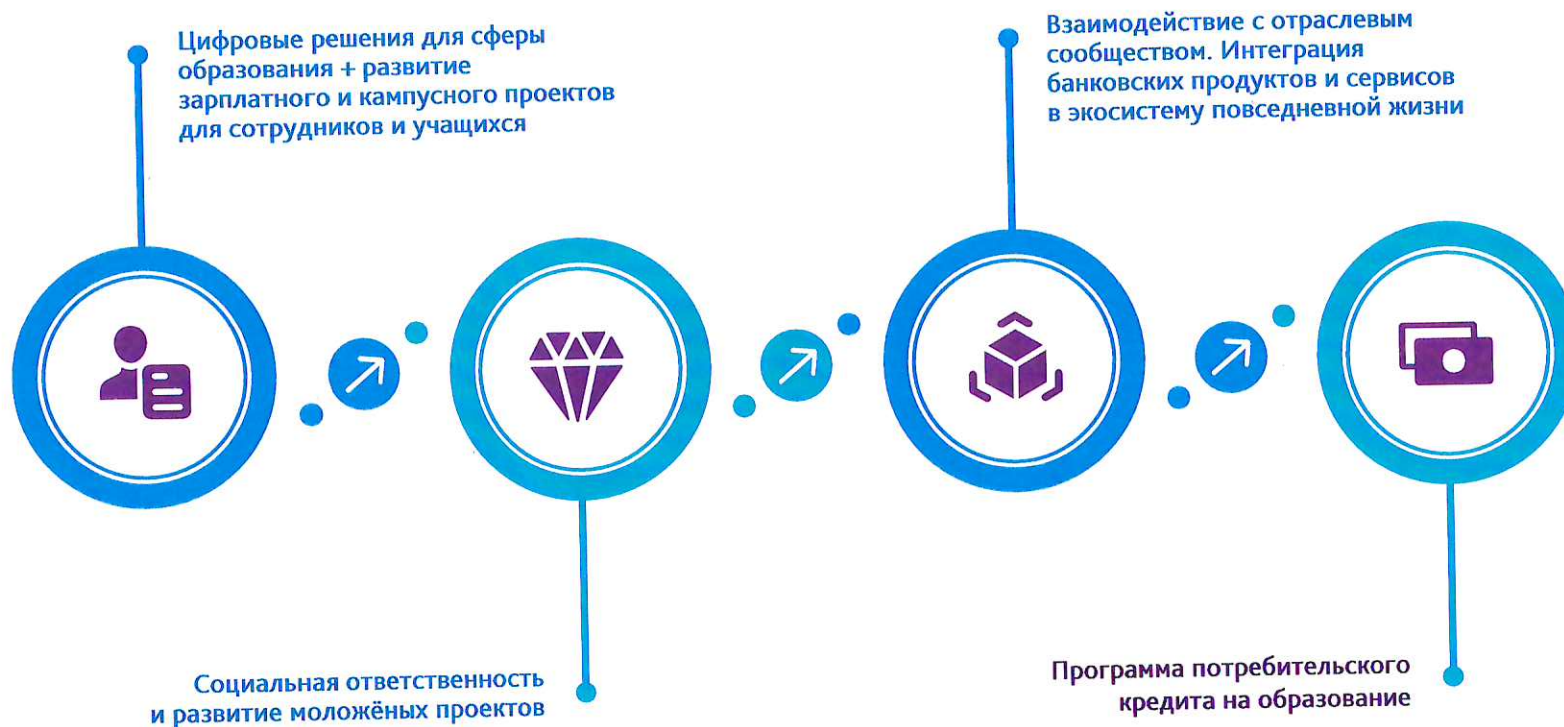 Цифровые решения для сферы
образования + развитие
зарплатного и кампусного проектов
для сотрудников и учащихся
Социальная ответственность
и развитие моложёных проектов
Взаимодействие с отраслевым
сообществом. Интеграция
банковских продуктов и сервисов
в экосистему повседневной жизни
Программа потребительского
кредита на образование